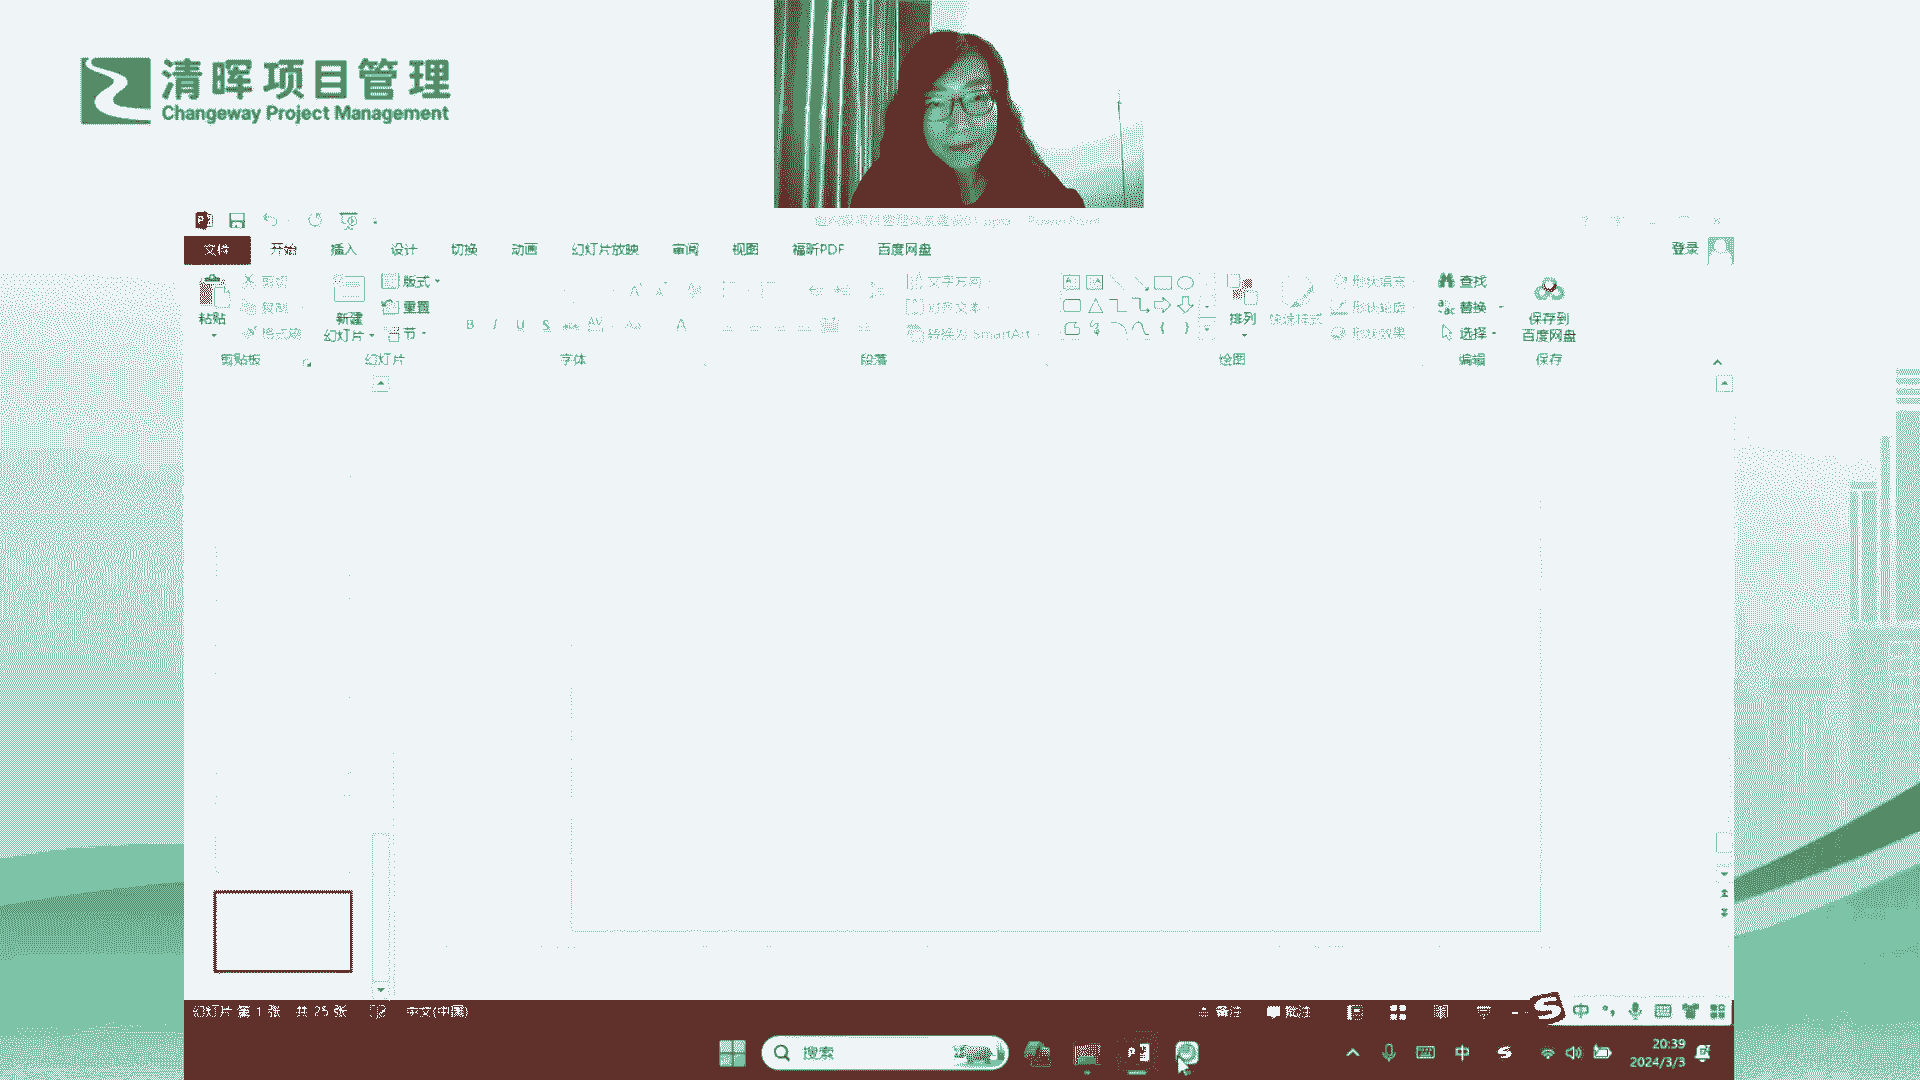 清晖项目管理
Changeway Project Management
文件 开始 插入 设计 切换 动画 幻灯片放映 审阅 视图 福昕PDF 百度网盘 登录
剪切 版式 文字方向 形状填充 查找
复制 重置 对齐文本 形状轮廓 替换
粘贴 新建 排列 快速样式 保存到
格式刷 幻灯片 节 B I U S AV Aa A 转换为 SmartArt 形状效果 选择 百度网盘
剪贴板 幻灯片 字体 段落 绘图 编辑 保存
幻灯片 第 1 张 共 25 张 中文(中国) 备注 批注 中
搜索 中 20:39
2024/3/3